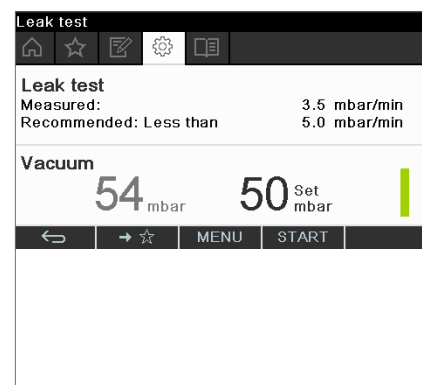 Leak test
Leak test
Measured: 3.5 mbar/min
Recommended: Less than 5.0 mbar/min
Vacuum
54 mbar 50 Set mbar
MENU START